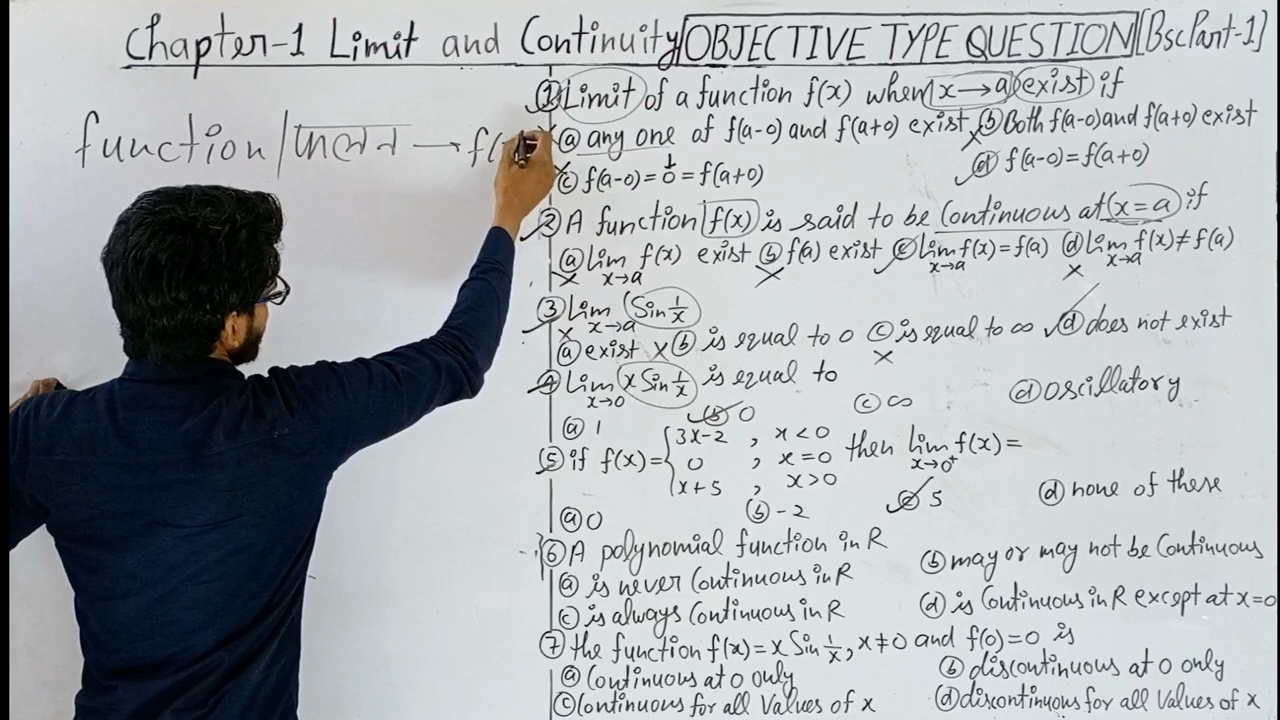 Chapter-1 Limit and Continuity OBJECTIVE TYPE QUESTION [Bsc Part-1]
function / फलन → f(
① Limit of a function f(x) when x→a exist if
ⓐ any one of f(a-0) and f(a+0) exist ⓑ Both f(a-0) and f(a+0) exist
ⓒ f(a-0) = ≠ = f(a+0) ⓓ f(a-0) = f(a+0)
② A function f(x) is said to be Continuous at x=a if
ⓐ Lim x→a f(x) exist ⓑ f(a) exist ⓒ Lim x→a f(x) = f(a) ⓓ Lim x→a f(x) ≠ f(a)
③ Lim x→a Sin 1/x
ⓐ exist ⓑ is equal to 0 ⓒ is equal to ∞ ⓓ does not exist
④ Lim x→0 x Sin 1/x is equal to
ⓐ 1 ⓑ 0 ⓒ ∞ ⓓ oscillatory
⑤ if f(x) = { 3x-2 , x<0
0 , x=0
x+5 , x>0 then lim x→0⁺ f(x) =
ⓐ 0 ⓑ -2 ⓒ 5 ⓓ none of these
⑥ A polynomial function in R
ⓐ is never Continuous in R ⓑ may or may not be Continuous
ⓒ is always Continuous in R ⓓ is Continuous in R except at x=0
⑦ the function f(x) = x Sin 1/x, x≠0 and f(0)=0 is
ⓐ Continuous at 0 only ⓑ discontinuous at 0 only
ⓒ Continuous for all Values of x ⓓ discontinuous for all Values of x